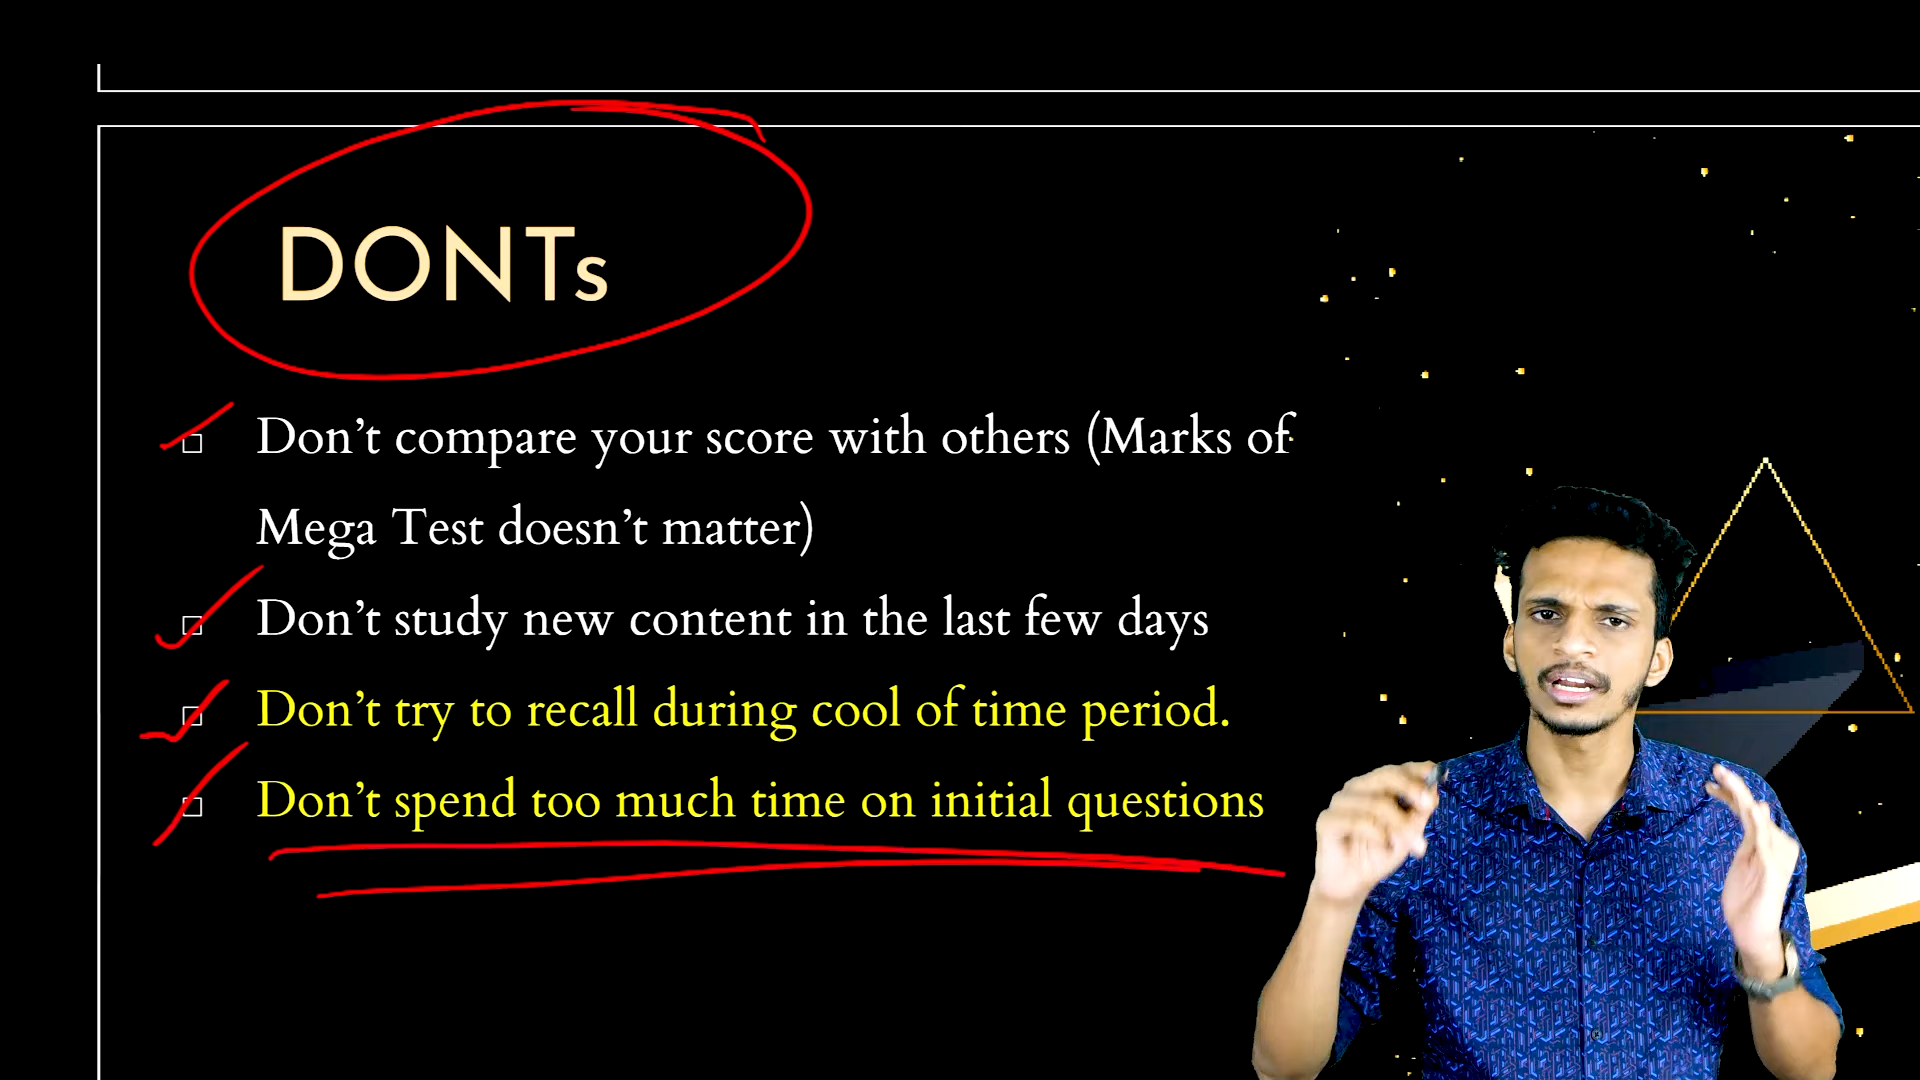 DONTs
Don’t compare your score with others (Marks of
Mega Test doesn’t matter)
Don’t study new content in the last few days
Don’t try to recall during cool of time period.
Don’t spend too much time on initial questions